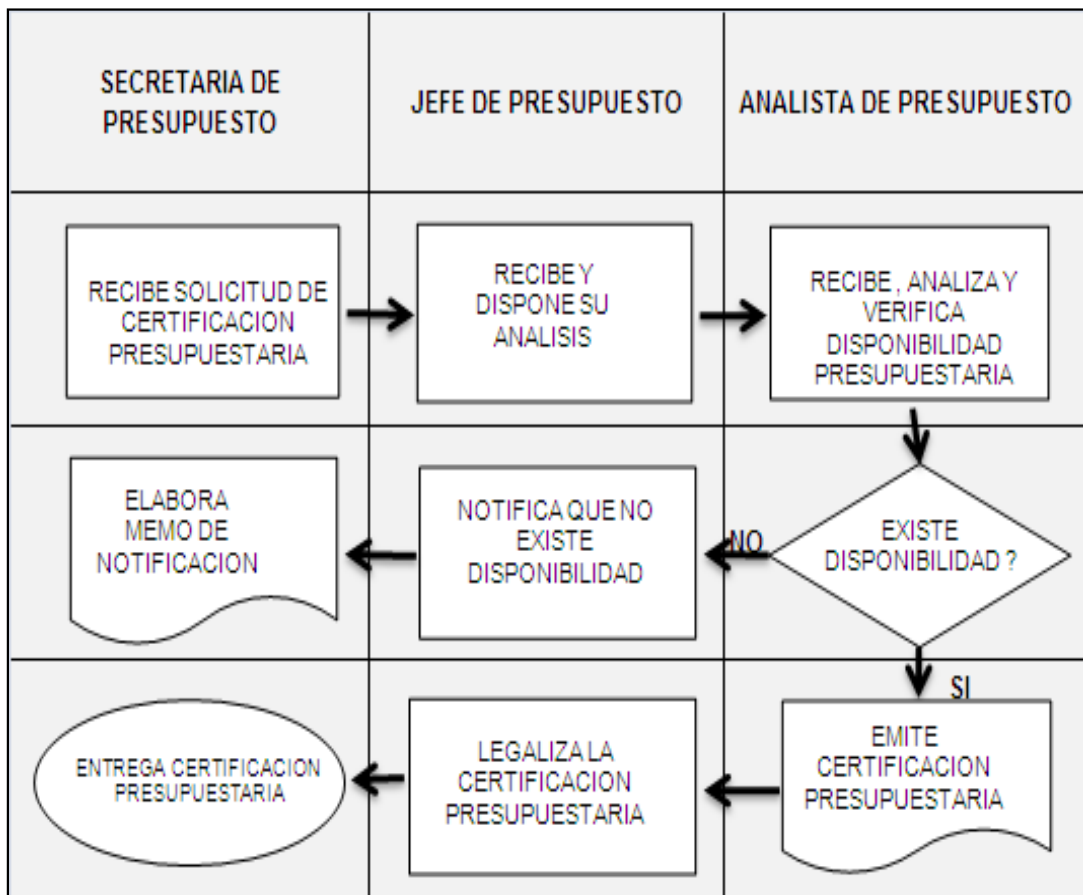 SECRETARIA DE
PRESUPUESTO
JEFE DE PRESUPUESTO
ANALISTA DE PRESUPUESTO
RECIBE SOLICITUD DE
CERTIFICACION
PRESUPUESTARIA
RECIBE Y
DISPONE SU
ANALISIS
RECIBE , ANALIZA Y
VERIFICA
DISPONIBILIDAD
PRESUPUESTARIA
ELABORA
MEMO DE
NOTIFICACION
NOTIFICA QUE NO
EXISTE
DISPONIBILIDAD
NO
EXISTE
DISPONIBILIDAD ?
SI
ENTREGA CERTIFICACION
PRESUPUESTARIA
LEGALIZA LA
CERTIFICACION
PRESUPUESTARIA
EMITE
CERTIFICACION
PRESUPUESTARIA